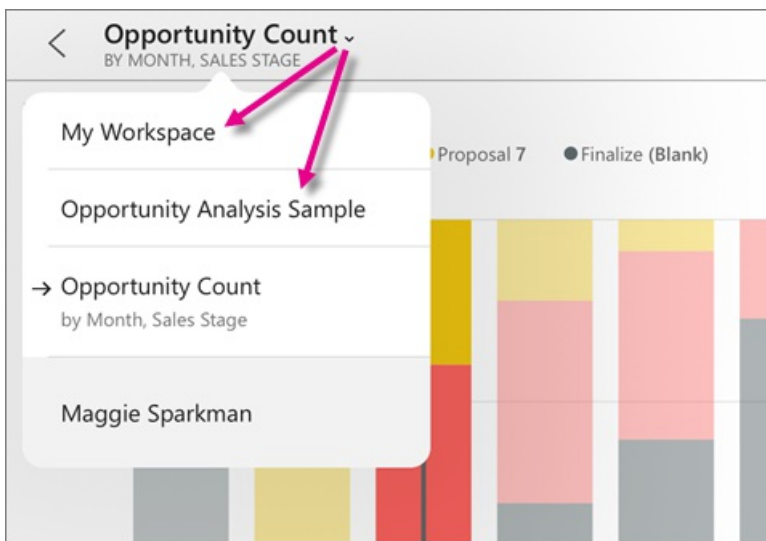 Opportunity Count
BY MONTH, SALES STAGE
My Workspace
Proposal 7
Finalize (Blank)
Opportunity Analysis Sample
Opportunity Count
by Month, Sales Stage
Maggie Sparkman